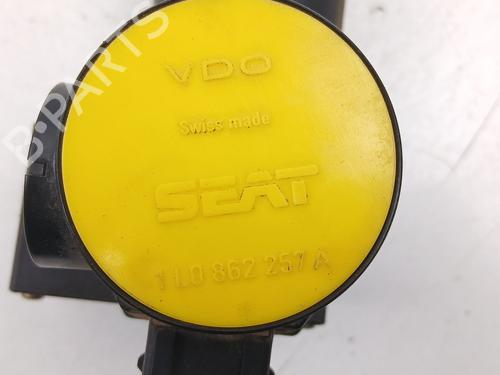 B-PARTS
VDO
Swiss made
SEAT
1L0 862 257 A